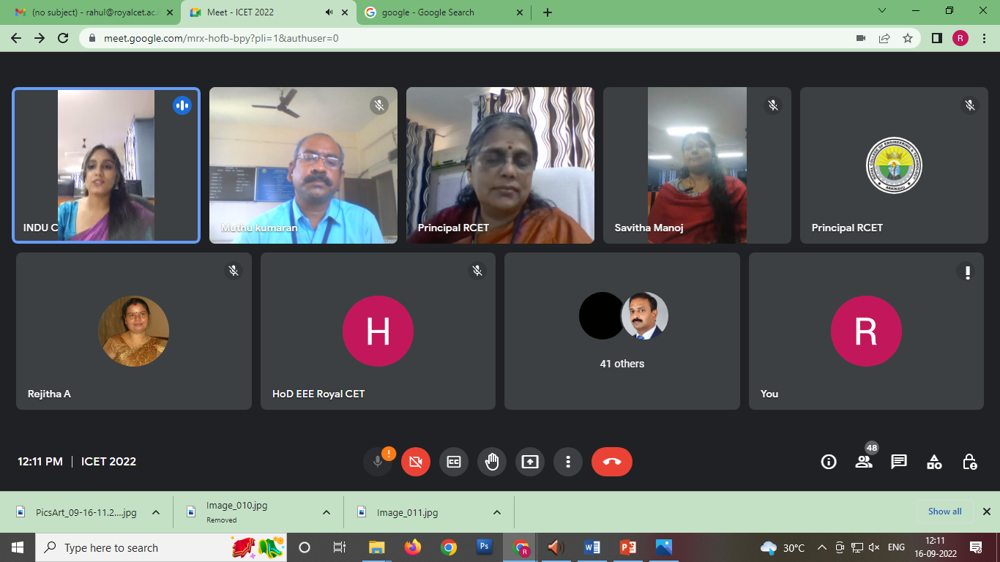 (no subject) - rahul@royalcet.ac.i
Meet - ICET 2022
google - Google Search
meet.google.com/mrx-hofb-bpy?pli=1&authuser=0
R
INDU C
Muthu kumaran
Principal RCET
Savitha Manoj
Principal RCET
H
41 others
R
Rejitha A
HoD EEE Royal CET
You
12:11 PM | ICET 2022
48
PicsArt_09-16-11.2....jpg
Image_010.jpg
Removed
Image_011.jpg
Show all
Type here to search
30°C
ENG
12:11
16-09-2022